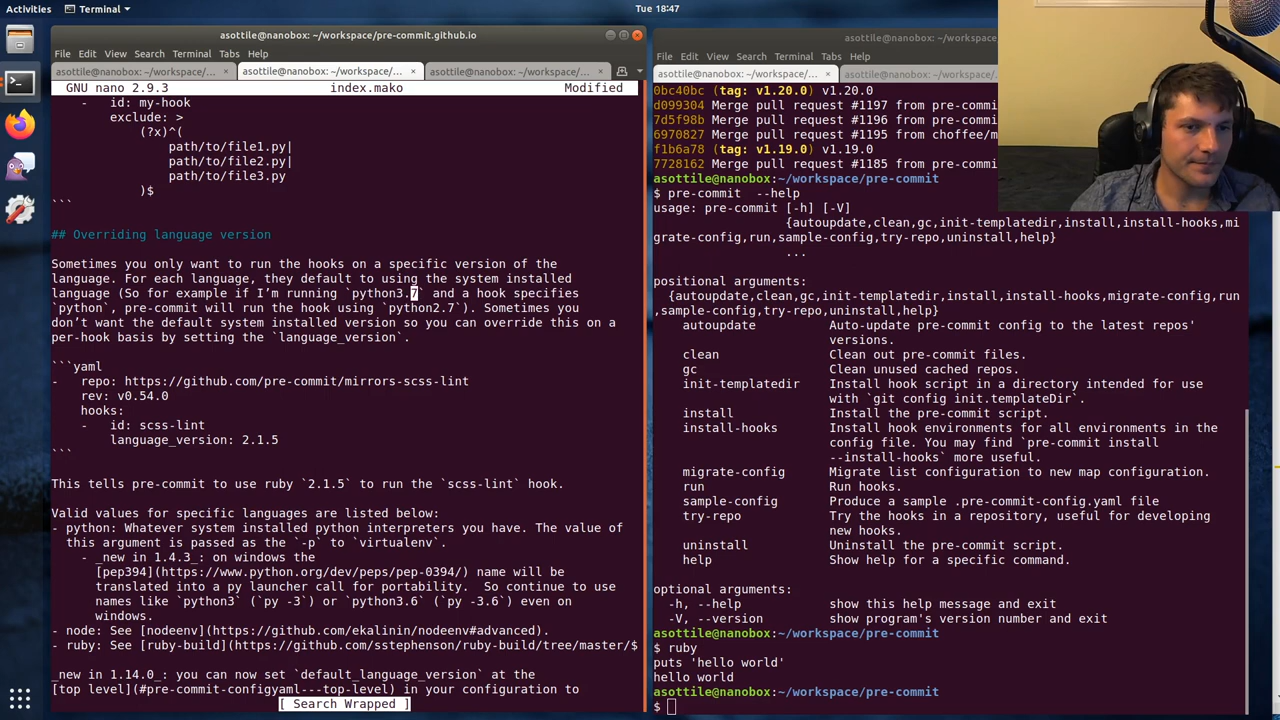 Activities
Terminal
Tue 18:47
asottile@nanobox: ~/workspace/pre-commit.github.io
File Edit View Search Terminal Tabs Help
asottile@nanobox: ~/workspace/... × asottile@nanobox: ~/workspace/... × asottile@nanobox: ~/workspace/... ×
GNU nano 2.9.3 index.mako Modified
-   id: my-hook
exclude: >
(?x)^(
path/to/file1.py|
path/to/file2.py|
path/to/file3.py
)$
```
## Overriding language version
Sometimes you only want to run the hooks on a specific version of the
language. For each language, they default to using the system installed
language (So for example if I’m running `python3.7` and a hook specifies
`python`, pre-commit will run the hook using `python2.7`). Sometimes you
don’t want the default system installed version so you can override this on a
per-hook basis by setting the `language_version`.
```yaml
-   repo: https://github.com/pre-commit/mirrors-scss-lint
rev: v0.54.0
hooks:
-   id: scss-lint
language_version: 2.1.5
```
This tells pre-commit to use ruby `2.1.5` to run the `scss-lint` hook.
Valid values for specific languages are listed below:
- python: Whatever system installed python interpreters you have. The value of
this argument is passed as the `-p` to `virtualenv`.
- _new in 1.4.3_: on windows the
[pep394](https://www.python.org/dev/peps/pep-0394/) name will be
translated into a py launcher call for portability.  So continue to use
names like `python3` (`py -3`) or `python3.6` (`py -3.6`) even on
windows.
- node: See [nodeenv](https://github.com/ekalinin/nodeenv#advanced).
- ruby: See [ruby-build](https://github.com/sstephenson/ruby-build/tree/master/$
_new in 1.14.0_: you can now set `default_language_version` at the
[top level](#pre-commit-configyaml---top-level) in your configuration to
[ Search Wrapped ]
asottile@nanobox: ~/workspace/pre-commit
File Edit View Search Terminal Tabs Help
asottile@nanobox: ~/workspace/... × asottile@nanobox: ~/workspace/...
0bc40bc (tag: v1.20.0) v1.20.0
d099304 Merge pull request #1197 from pre-commi
7d5f98b Merge pull request #1196 from pre-commi
6970827 Merge pull request #1195 from choffee/m
f1b6a78 (tag: v1.19.0) v1.19.0
7728162 Merge pull request #1185 from pre-commi
asottile@nanobox:~/workspace/pre-commit
$ pre-commit  --help
usage: pre-commit [-h] [-V]
{autoupdate,clean,gc,init-templatedir,install,install-hooks,mi
grate-config,run,sample-config,try-repo,uninstall,help}
...
positional arguments:
{autoupdate,clean,gc,init-templatedir,install,install-hooks,migrate-config,run
,sample-config,try-repo,uninstall,help}
autoupdate Auto-update pre-commit config to the latest repos'
versions.
clean Clean out pre-commit files.
gc Clean unused cached repos.
init-templatedir Install hook script in a directory intended for use
with `git config init.templateDir`.
install Install the pre-commit script.
install-hooks Install hook environments for all environments in the
config file. You may find `pre-commit install
--install-hooks` more useful.
migrate-config Migrate list configuration to new map configuration.
run Run hooks.
sample-config Produce a sample .pre-commit-config.yaml file
try-repo Try the hooks in a repository, useful for developing
new hooks.
uninstall Uninstall the pre-commit script.
help Show help for a specific command.
optional arguments:
-h, --help show this help message and exit
-V, --version show program's version number and exit
asottile@nanobox:~/workspace/pre-commit
$ ruby
puts 'hello world'
hello world
asottile@nanobox:~/workspace/pre-commit
$